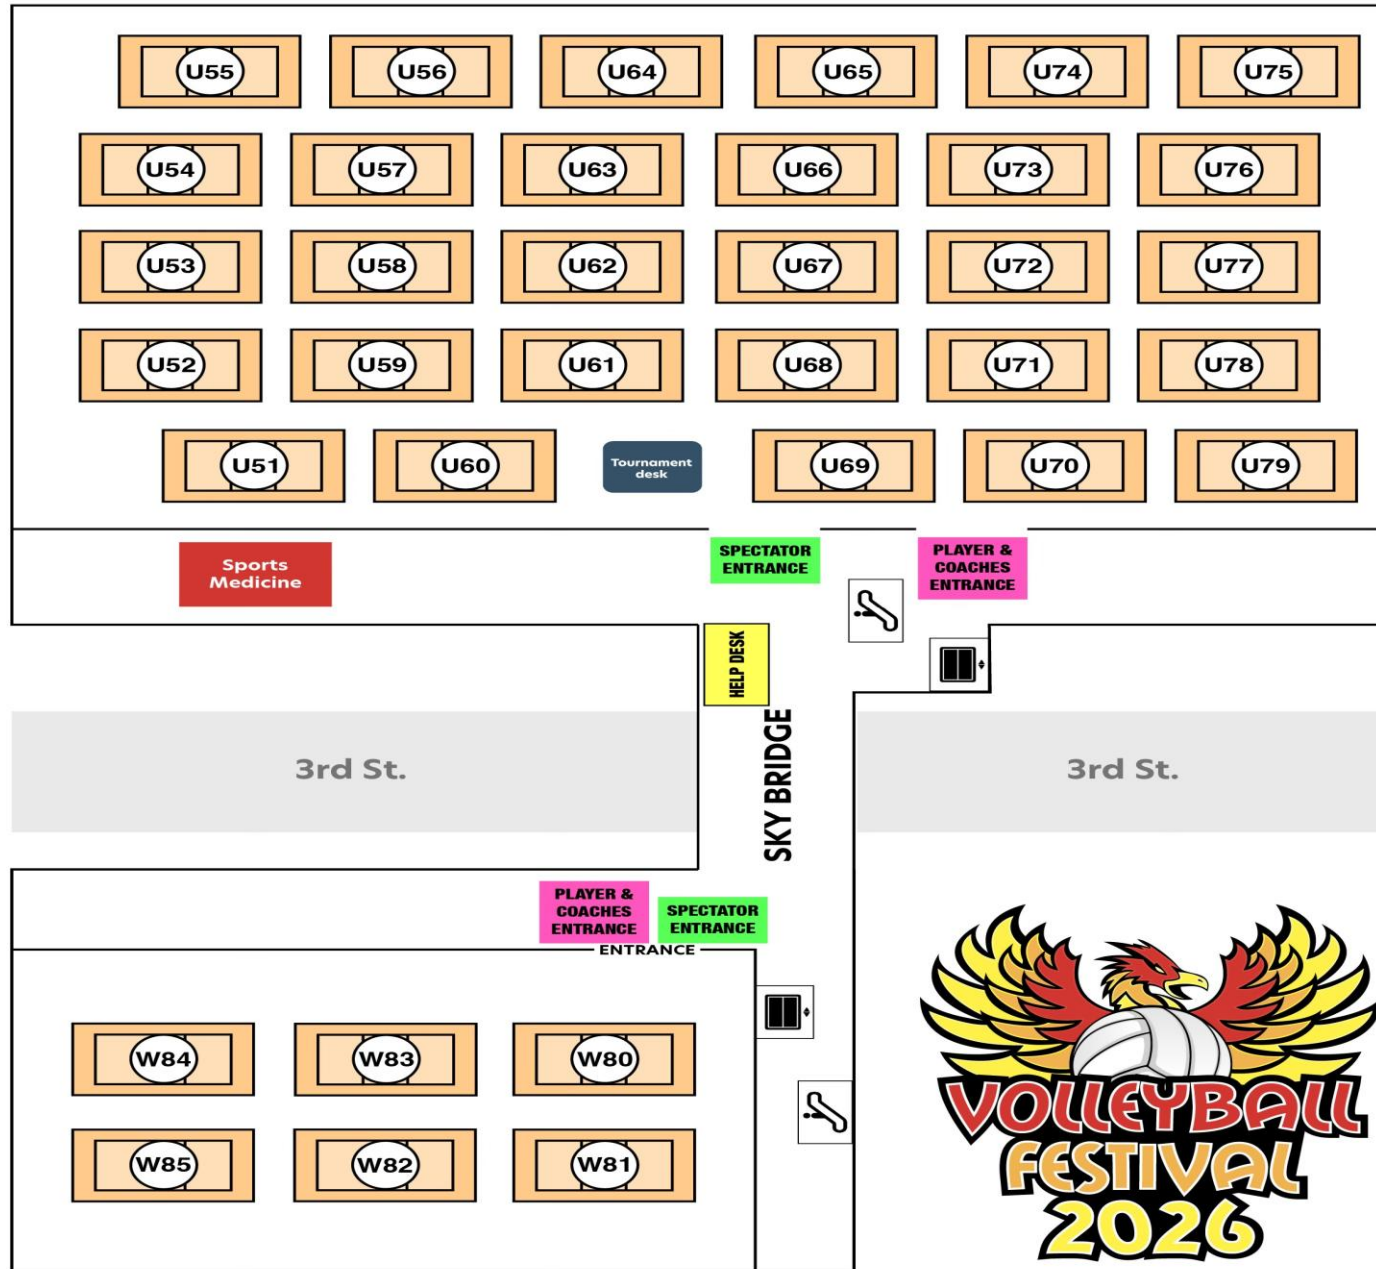 U55
U56
U64
U65
U74
U75
U54
U57
U63
U66
U73
U76
U53
U58
U62
U67
U72
U77
U52
U59
U61
U68
U71
U78
U51
U60
Tournament
desk
U69
U70
U79
Sports
Medicine
SPECTATOR
ENTRANCE
PLAYER &
COACHES
ENTRANCE
HELP DESK
3rd St.
SKY BRIDGE
3rd St.
PLAYER &
COACHES
ENTRANCE
SPECTATOR
ENTRANCE
ENTRANCE
W84
W83
W80
W85
W82
W81
VOLLEYBALL
FESTIVAL
2026